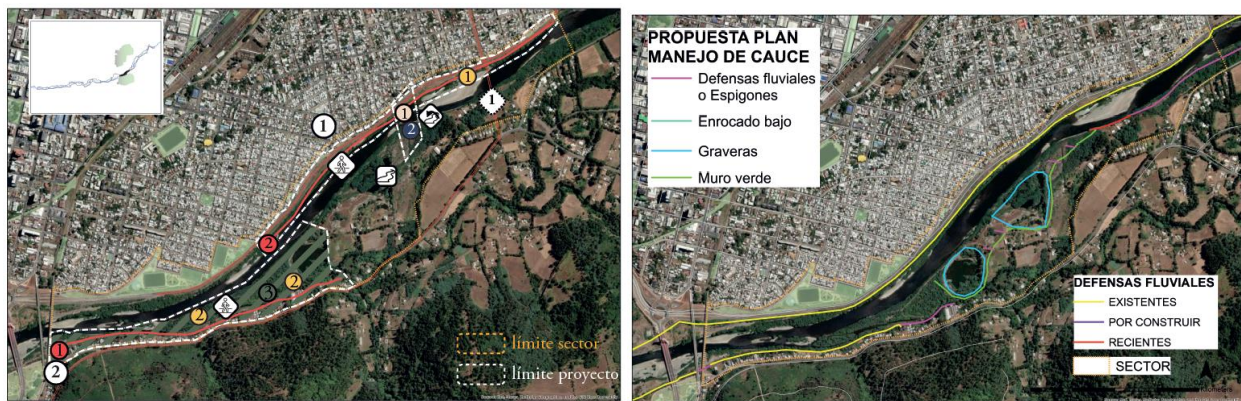 1
1
1
2
1
2
2
3
2
1
2
límite sector
límite proyecto
PROPUESTA PLAN
MANEJO DE CAUCE
Defensas fluviales
o Espigones
Enrocado bajo
Graveras
Muro verde
DEFENSAS FLUVIALES
EXISTENTES
POR CONSTRUIR
RECIENTES
SECTOR